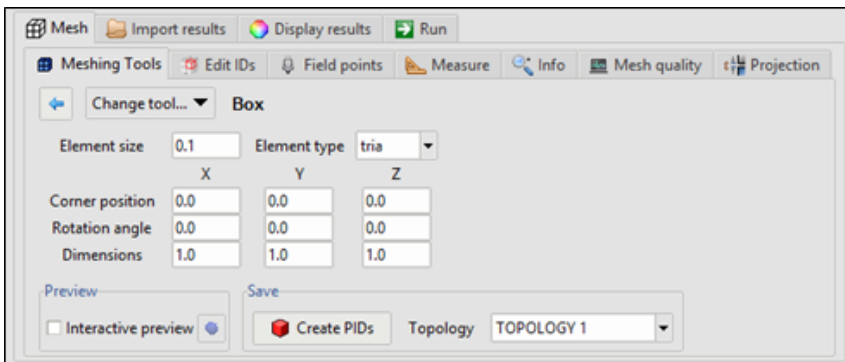 Mesh Import results Display results Run
Meshing Tools Edit IDs Field points Measure Info Mesh quality Projection
Change tool... Box
Element size 0.1 Element type tria
X Y Z
Corner position 0.0 0.0 0.0
Rotation angle 0.0 0.0 0.0
Dimensions 1.0 1.0 1.0
Preview Save
Interactive preview Create PIDs Topology TOPOLOGY 1